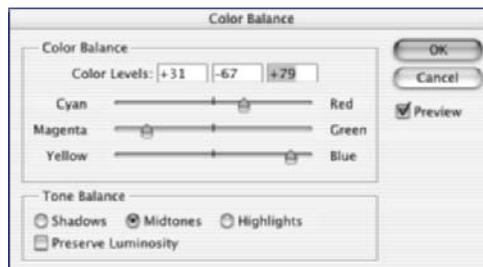 Color Balance
Color Balance
OK
Color Levels: +31 -67 +79
Cancel
Cyan Red
Preview
Magenta Green
Yellow Blue
Tone Balance
Shadows Midtones Highlights
Preserve Luminosity